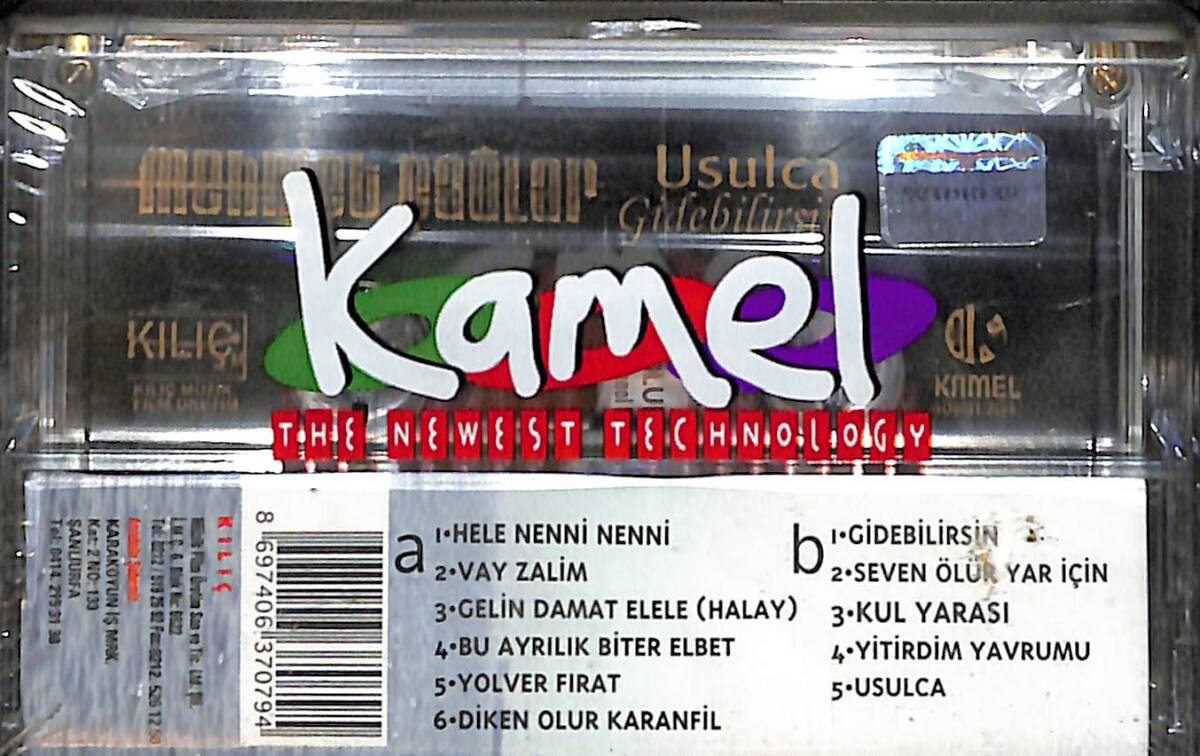 Usulca
Kamel
KILIÇ
KAMEL
THE NEWEST TECHNOLOGY
KILIÇ
KARAKOYUN İŞ MRK.
Kat: 2 NO: 133
ŞANLIURFA
8 697406 370794
a
1•HELE NENNİ NENNİ
2•VAY ZALİM
3•GELİN DAMAT ELELE (HALAY)
4•BU AYRILIK BİTER ELBET
5•YOLVER FIRAT
6•DİKEN OLUR KARANFİL
b
1•GİDEBİLİRSİN
2•SEVEN ÖLÜR YAR İÇİN
3•KUL YARASI
4•YİTİRDİM YAVRUMU
5•USULCA